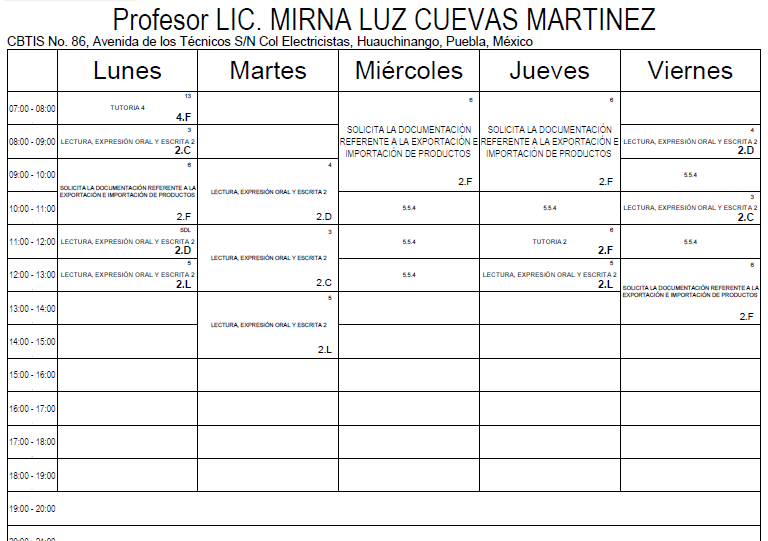 Profesor LIC. MIRNA LUZ CUEVAS MARTINEZ
CBTIS No. 86, Avenida de los Técnicos S/N Col Electricistas, Huauchinango, Puebla, México
Lunes Martes Miércoles Jueves Viernes
07:00 - 08:00
13
TUTORIA 4
4.F
6
SOLICITA LA DOCUMENTACIÓN
REFERENTE A LA EXPORTACIÓN E
IMPORTACIÓN DE PRODUCTOS
2.F
6
SOLICITA LA DOCUMENTACIÓN
REFERENTE A LA EXPORTACIÓN E
IMPORTACIÓN DE PRODUCTOS
2.F
08:00 - 09:00
3
LECTURA, EXPRESIÓN ORAL Y ESCRITA 2
2.C
4
LECTURA, EXPRESIÓN ORAL Y ESCRITA 2
2.D
09:00 - 10:00
6
SOLICITA LA DOCUMENTACIÓN REFERENTE A LA
EXPORTACIÓN E IMPORTACIÓN DE PRODUCTOS
2.F
4
LECTURA, EXPRESIÓN ORAL Y ESCRITA 2
2.D
5.5.4
10:00 - 11:00
5.5.4
5.5.4
3
LECTURA, EXPRESIÓN ORAL Y ESCRITA 2
2.C
11:00 - 12:00
SDL
LECTURA, EXPRESIÓN ORAL Y ESCRITA 2
2.D
3
LECTURA, EXPRESIÓN ORAL Y ESCRITA 2
2.C
5.5.4
6
TUTORIA 2
2.F
5.5.4
12:00 - 13:00
5
LECTURA, EXPRESIÓN ORAL Y ESCRITA 2
2.L
5.5.4
5
LECTURA, EXPRESIÓN ORAL Y ESCRITA 2
2.L
6
SOLICITA LA DOCUMENTACIÓN REFERENTE A LA
EXPORTACIÓN E IMPORTACIÓN DE PRODUCTOS
2.F
13:00 - 14:00
5
LECTURA, EXPRESIÓN ORAL Y ESCRITA 2
2.L
14:00 - 15:00
15:00 - 16:00
16:00 - 17:00
17:00 - 18:00
18:00 - 19:00
19:00 - 20:00